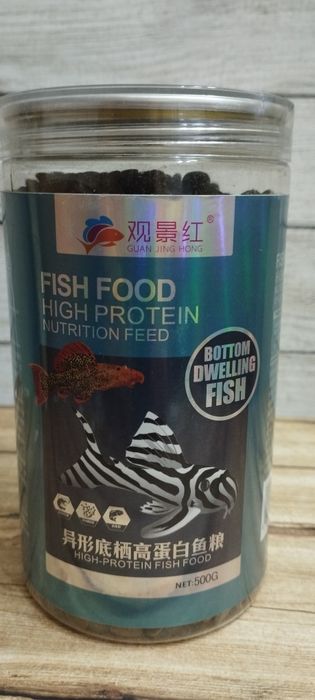 观景红®
GUAN JING HONG
FISH FOOD
HIGH PROTEIN
NUTRITION FEED
BOTTOM
DWELLING
FISH
异形底栖高蛋白鱼粮
HIGH-PROTEIN FISH FOOD
NET:500G